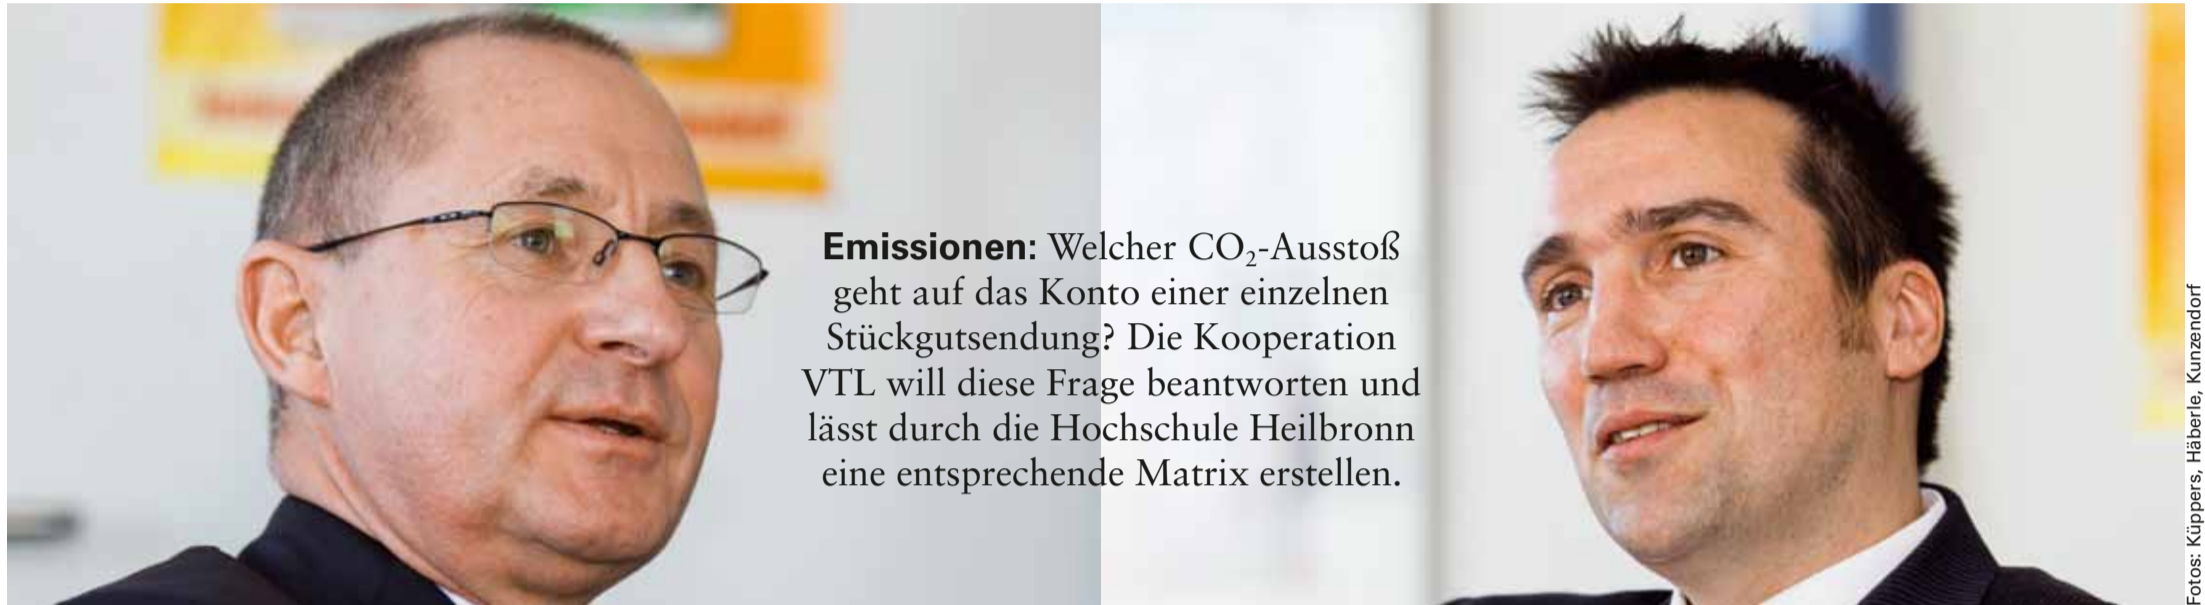 Emissionen: Welcher CO₂-Ausstoß
geht auf das Konto einer einzelnen
Stückgutsendung? Die Kooperation
VTL will diese Frage beantworten und
lässt durch die Hochschule Heilbronn
eine entsprechende Matrix erstellen.
Fotos: Küppers, Häberle, Kunzendorf